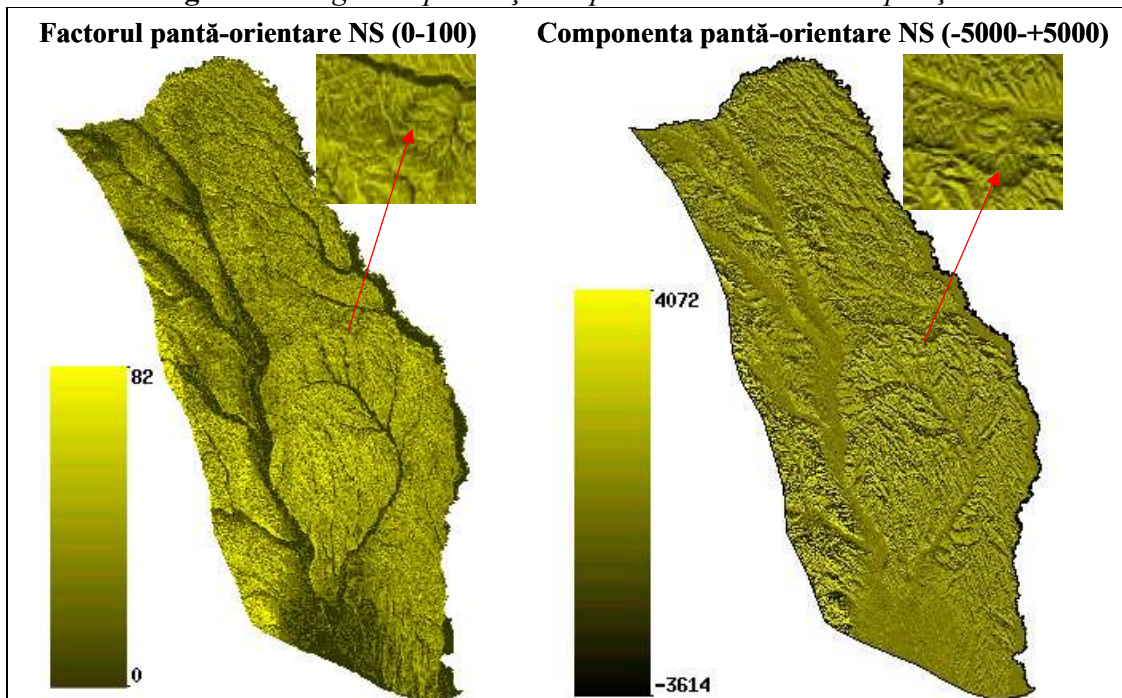 Factorul pantă-orientare NS (0-100)
Componenta pantă-orientare NS (-5000-+5000)
82
0
4072
-3614